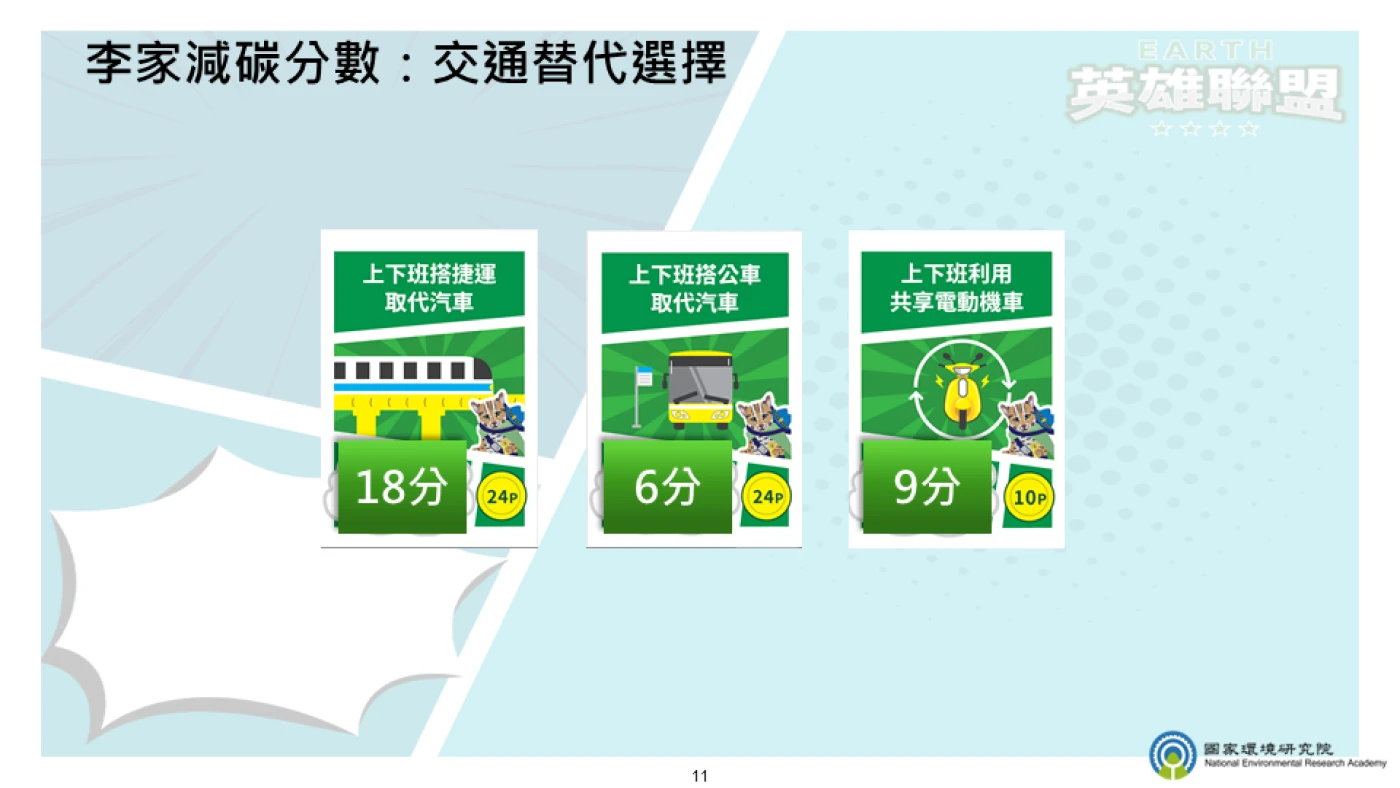 李家減碳分數：交通替代選擇
EARTH
英雄聯盟
上下班搭捷運
取代汽車
18分
24P
上下班搭公車
取代汽車
6分
24P
上下班利用
共享電動機車
9分
10P
國家環境研究院
National Environmental Research Academy
11